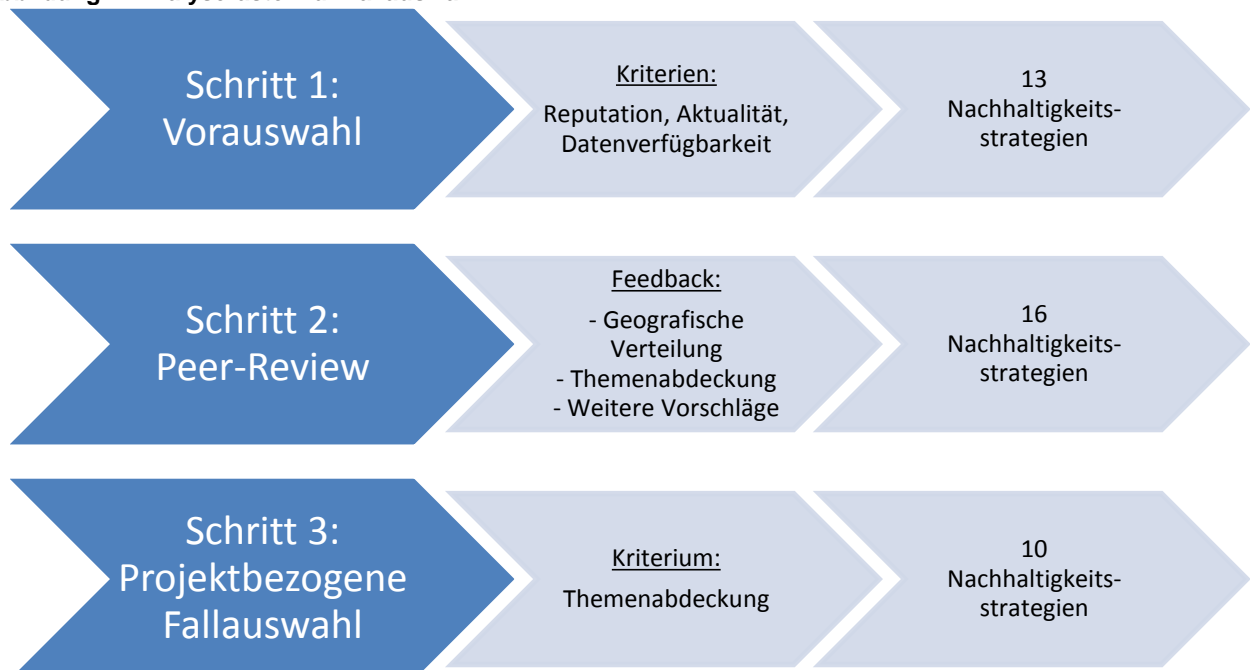 Schritt 1:
Vorauswahl
Kriterien:
Reputation, Aktualität,
Datenverfügbarkeit
13
Nachhaltigkeits-
strategien
Schritt 2:
Peer-Review
Feedback:
- Geografische
Verteilung
- Themenabdeckung
- Weitere Vorschläge
16
Nachhaltigkeits-
strategien
Schritt 3:
Projektbezogene
Fallauswahl
Kriterium:
Themenabdeckung
10
Nachhaltigkeits-
strategien